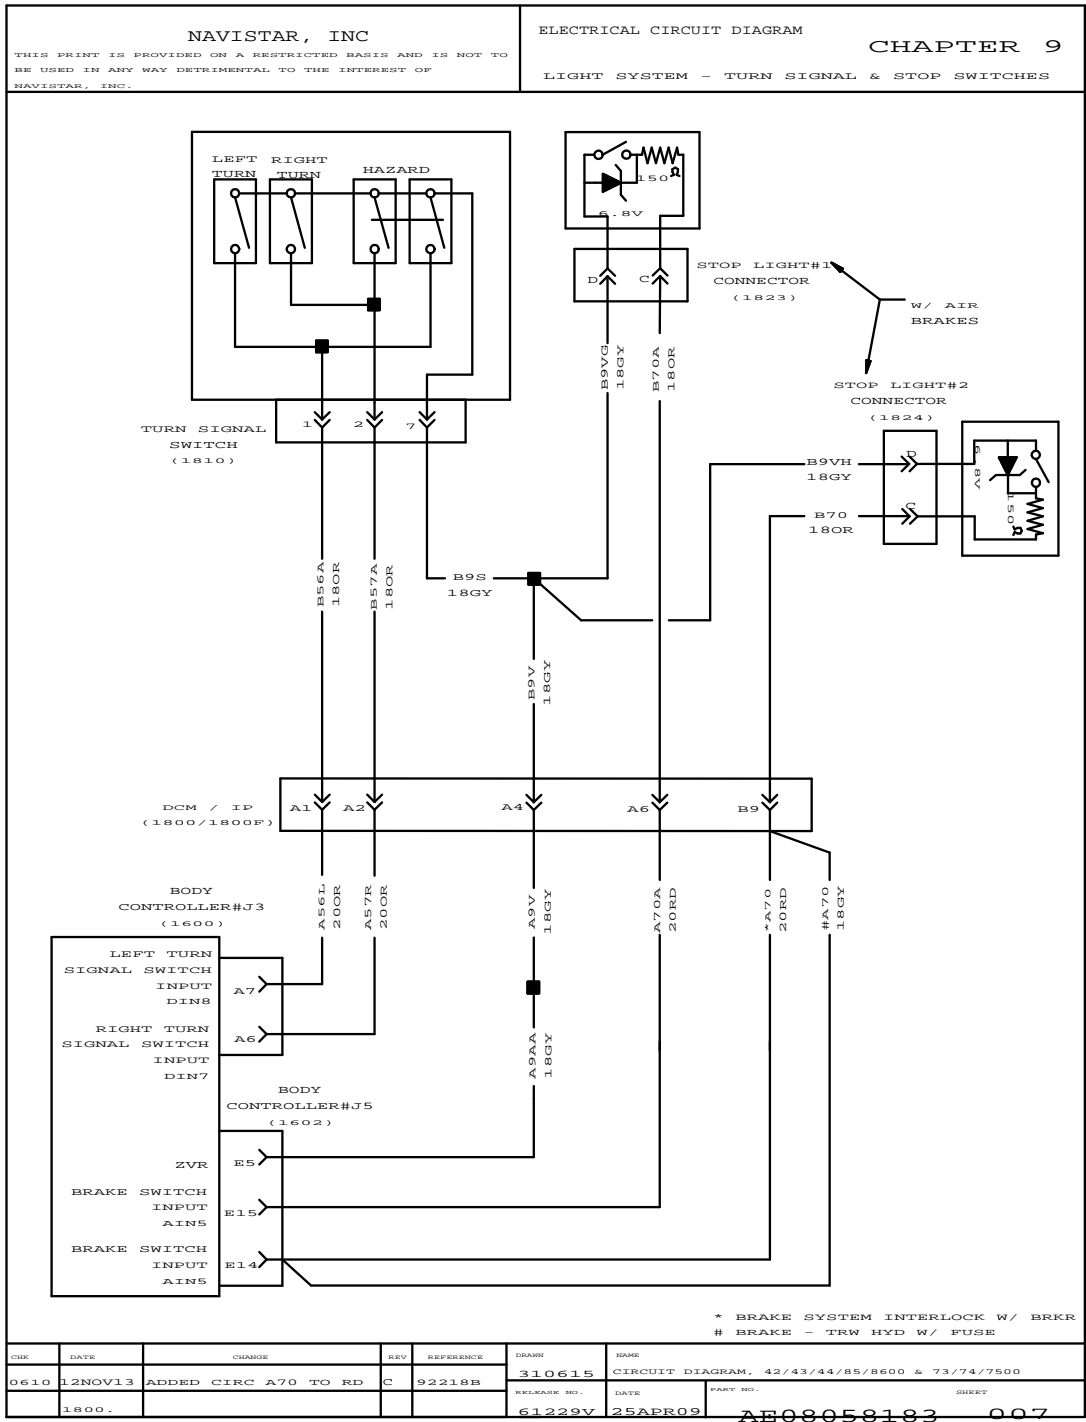 NAVISTAR, INC
THIS PRINT IS PROVIDED ON A RESTRICTED BASIS AND IS NOT TO
BE USED IN ANY WAY DETRIMENTAL TO THE INTEREST OF
NAVISTAR, INC.
ELECTRICAL CIRCUIT DIAGRAM
CHAPTER 9
LIGHT SYSTEM - TURN SIGNAL & STOP SWITCHES
LEFT
TURN
RIGHT
TURN
HAZARD
150Ω
6.8V
D
C
STOP LIGHT#1
CONNECTOR
(1823)
W/ AIR
BRAKES
B9VG
18GY
B70A
18OR
STOP LIGHT#2
CONNECTOR
(1824)
1
2
7
TURN SIGNAL
SWITCH
(1810)
B9VH
18GY
D
6.8V
B70
18OR
C
150Ω
B56A
18OR
B57A
18OR
B9S
18GY
B9V
18GY
DCM / IP
(1800/1800F)
A1
A2
A4
A6
B9
A56L
20OR
A57R
20OR
A9V
18GY
A70A
20RD
*A70
20RD
#A70
18GY
BODY
CONTROLLER#J3
(1600)
LEFT TURN
SIGNAL SWITCH
INPUT
DIN8
A7
RIGHT TURN
SIGNAL SWITCH
INPUT
DIN7
A6
A9AA
18GY
BODY
CONTROLLER#J5
(1602)
ZVR
E5
BRAKE SWITCH
INPUT
AIN5
E15
BRAKE SWITCH
INPUT
AIN5
E14
* BRAKE SYSTEM INTERLOCK W/ BRKR
# BRAKE - TRW HYD W/ FUSE
CHK DATE CHANGE REV REFERENCE
0610 12NOV13 ADDED CIRC A70 TO RD C 92218B
1800.
DRAWN
310615
NAME
CIRCUIT DIAGRAM, 42/43/44/85/8600 & 73/74/7500
RELEASE NO.
61229V
DATE
25APR09
PART NO.
AE08058183
SHEET
007